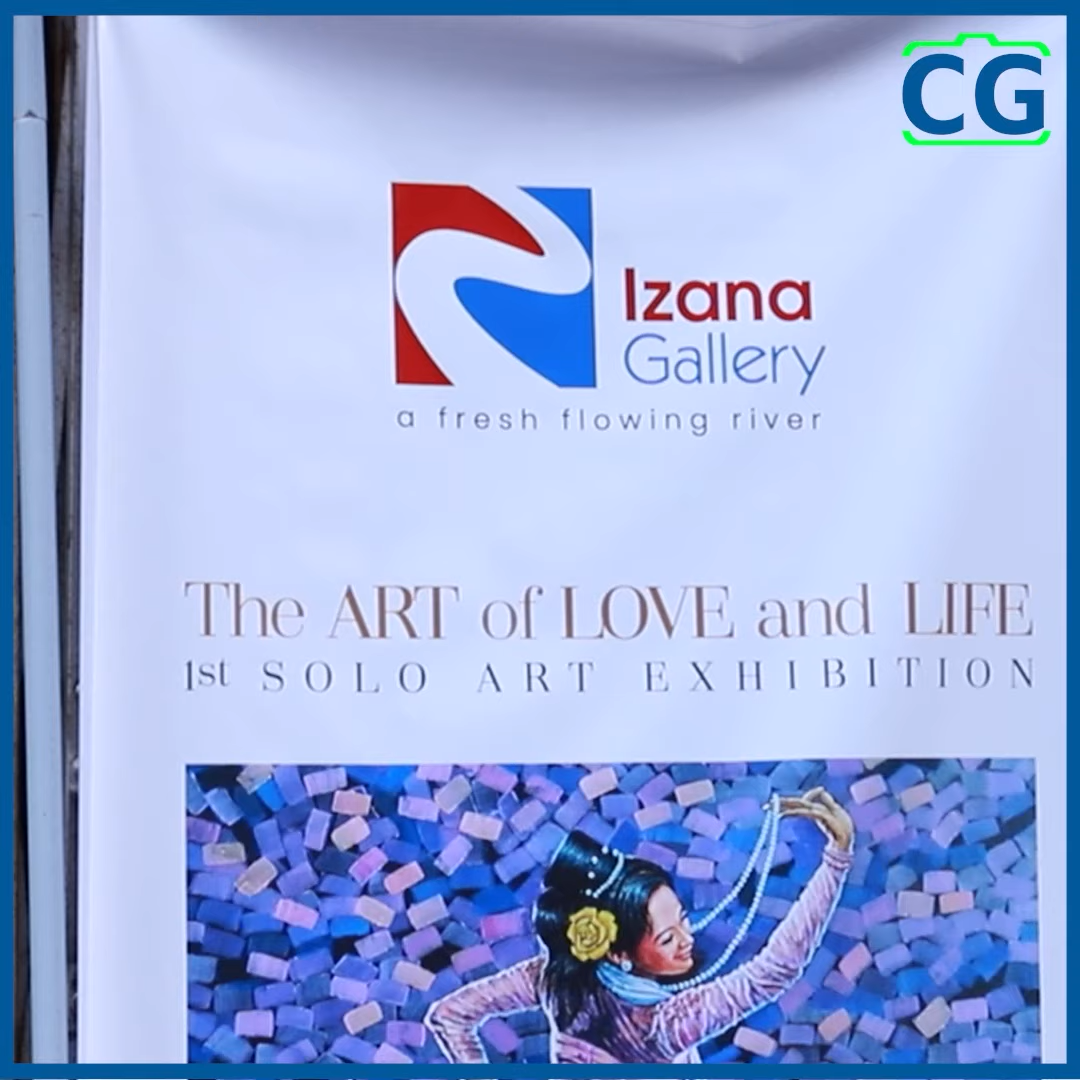 CG
Izana
Gallery
a fresh flowing river
The ART of LOVE and LIFE
1st SOLO ART EXHIBITION